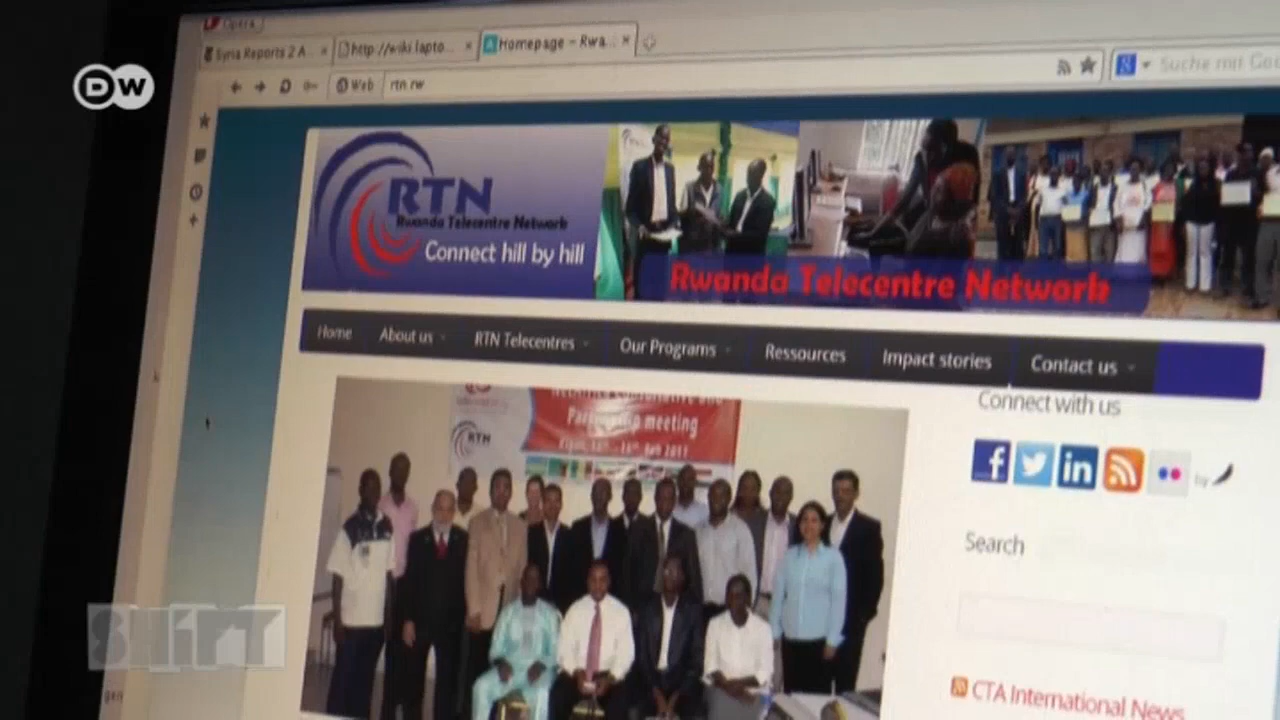 Opera
Syria Reports 2 A...
http://wiki.lapto...
Homepage – Rwa...
DW
Web
rtn.rw
Suche mit Goo
RTN
Rwanda Telecentre Network
Connect hill by hill
Rwanda Telecentre Network
Home
About us
RTN Telecentres
Our Programs
Ressources
Impact stories
Contact us
Connect with us
meeting
RTN
by
Search
SHIFT
CTA International News